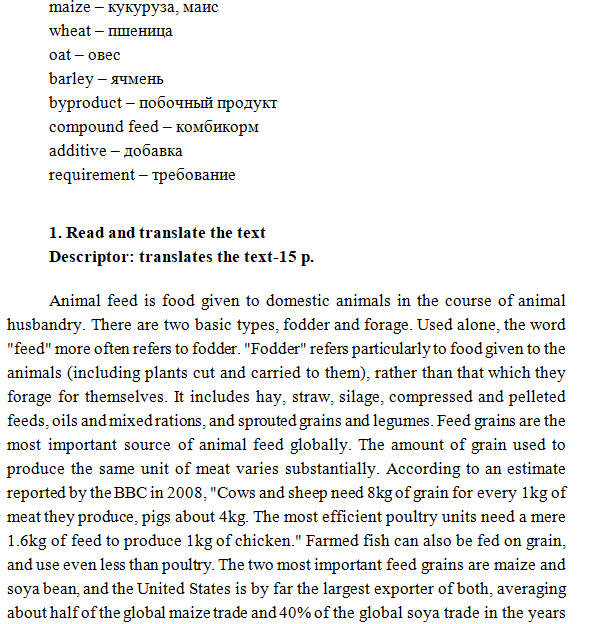 maize – кукуруза, маис
wheat – пшеница
oat – овес
barley – ячмень
byproduct – побочный продукт
compound feed – комбикорм
additive – добавка
requirement – требование
1. Read and translate the text
Descriptor: translates the text-15 p.
Animal feed is food given to domestic animals in the course of animal
husbandry. There are two basic types, fodder and forage. Used alone, the word
"feed" more often refers to fodder. "Fodder" refers particularly to food given to the
animals (including plants cut and carried to them), rather than that which they
forage for themselves. It includes hay, straw, silage, compressed and pelleted
feeds, oils and mixed rations, and sprouted grains and legumes. Feed grains are the
most important source of animal feed globally. The amount of grain used to
produce the same unit of meat varies substantially. According to an estimate
reported by the BBC in 2008, "Cows and sheep need 8kg of grain for every 1kg of
meat they produce, pigs about 4kg. The most efficient poultry units need a mere
1.6kg of feed to produce 1kg of chicken." Farmed fish can also be fed on grain,
and use even less than poultry. The two most important feed grains are maize and
soya bean, and the United States is by far the largest exporter of both, averaging
about half of the global maize trade and 40% of the global soya trade in the years